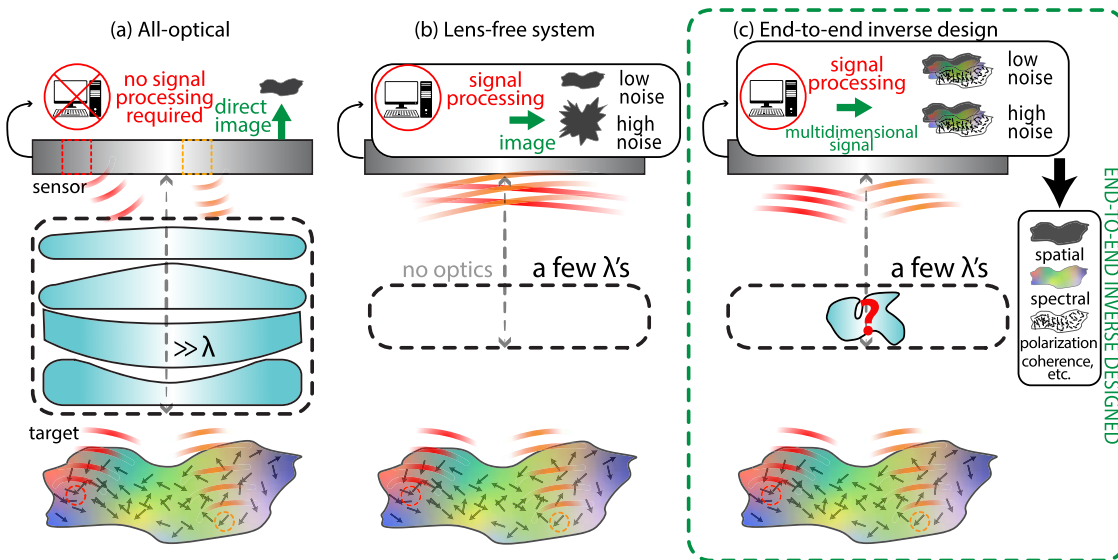 (a) All-optical
no signal
processing
required
direct
image
sensor
≫ λ
target
(b) Lens-free system
signal
processing
image
low
noise
high
noise
no optics
a few λ's
(c) End-to-end inverse design
signal
processing
multidimensional
signal
low
noise
high
noise
a few λ's
?
spatial
spectral
polarization
coherence,
etc.
END-TO-END INVERSE DESIGNED